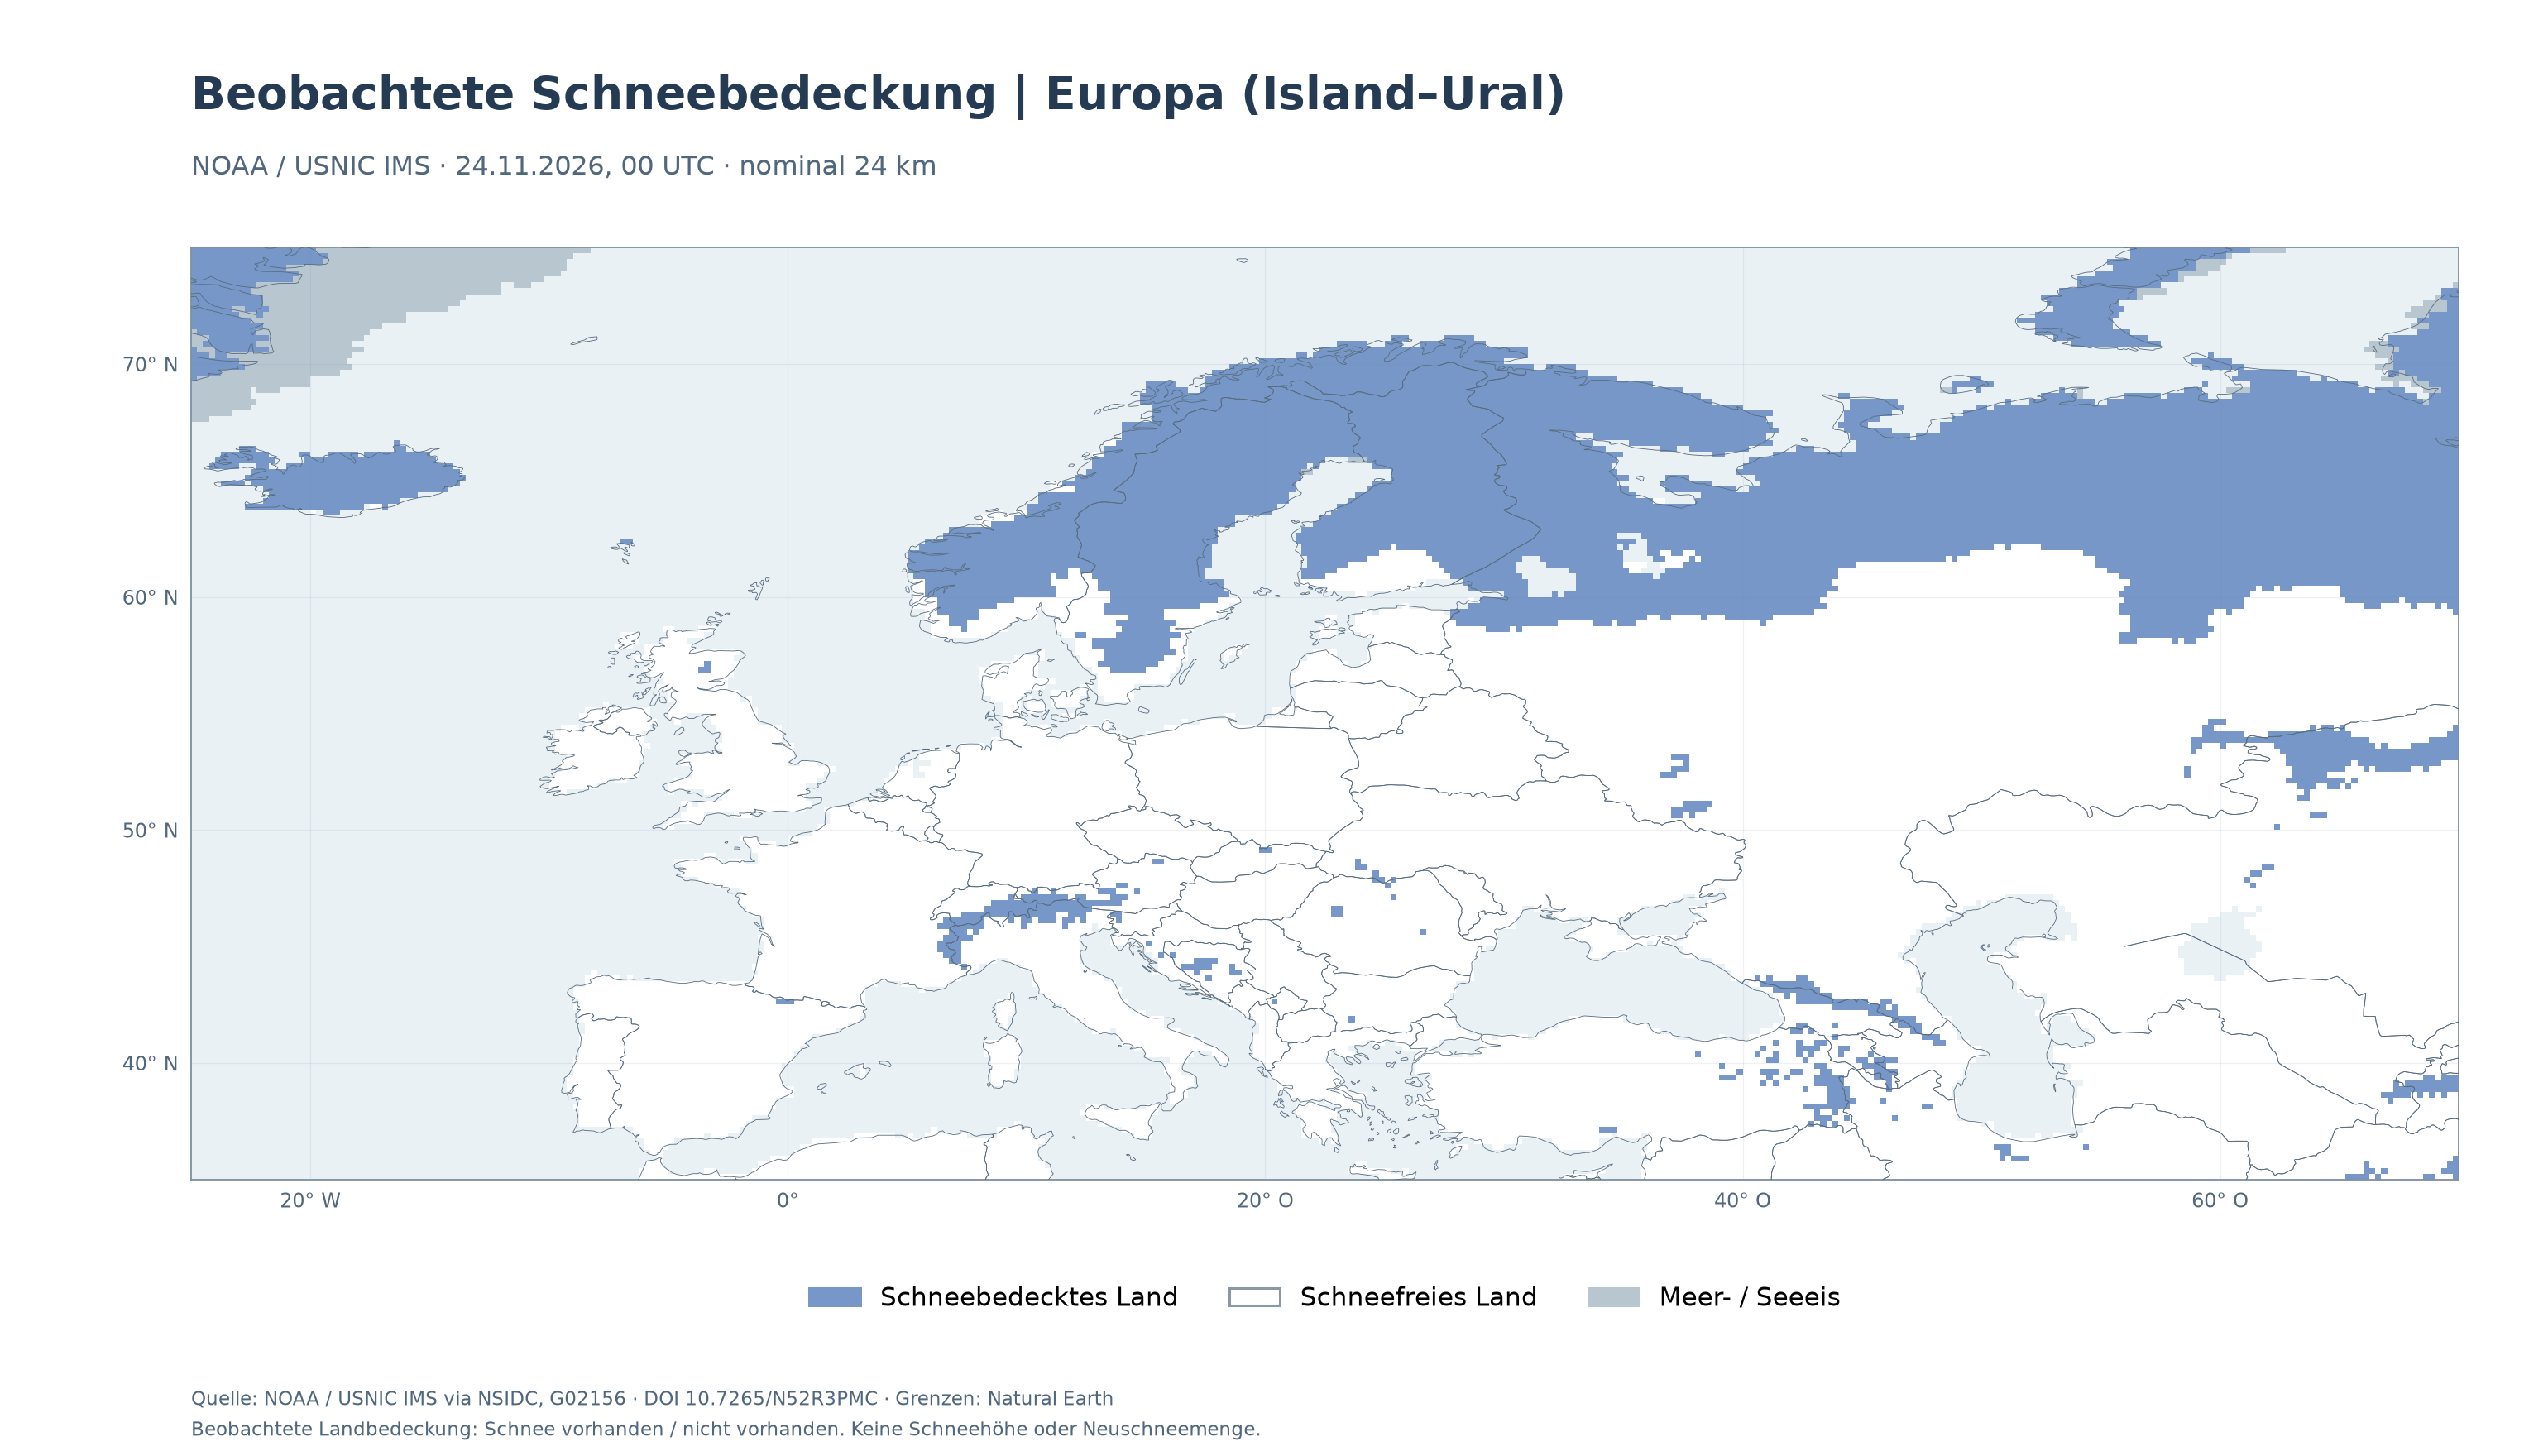 Beobachtete Schneebedeckung | Europa (Island–Ural)
NOAA / USNIC IMS · 24.11.2026, 00 UTC · nominal 24 km
70° N
60° N
50° N
40° N
20° W
0°
20° O
40° O
60° O
Schneebedecktes Land
Schneefreies Land
Meer- / Seeeis
Quelle: NOAA / USNIC IMS via NSIDC, G02156 · DOI 10.7265/N52R3PMC · Grenzen: Natural Earth
Beobachtete Landbedeckung: Schnee vorhanden / nicht vorhanden. Keine Schneehöhe oder Neuschneemenge.